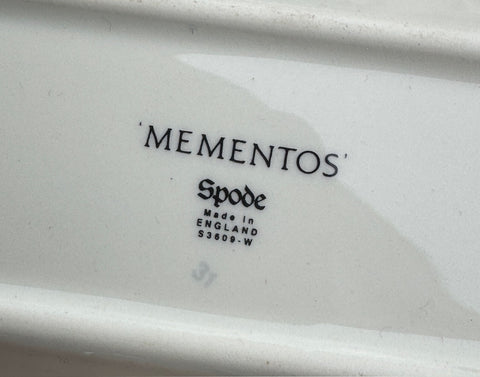 'MEMENTOS'
Spode
Made in
ENGLAND
S3609-W
31